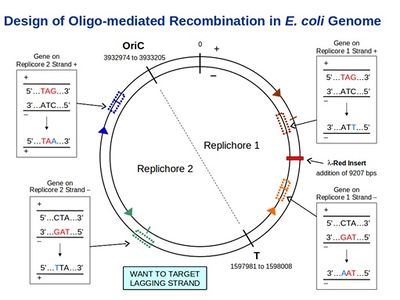 Design of Oligo-mediated Recombination in E. coli Genome
Gene on
Replicore 2 Strand +
+
5'...TAG...3'
3'...ATC...5'
–
5'...TAA...3'
OriC
3932974 to 3933205
0
+
–
Gene on
Replicore 1 Strand +
+
5'...TAG...3'
3'...ATC...5'
–
3'...ATT...5'
Replichore 1
Replichore 2
λ-Red Insert
addition of 9207 bps
Gene on
Replicore 2 Strand –
+
5'...CTA...3'
3'...GAT...5'
–
5'...TTA...3'
Gene on
Replicore 1 Strand –
+
5'...CTA...3'
3'...GAT...5'
–
3'...AAT...5'
T
1597981 to 1598008
WANT TO TARGET
LAGGING STRAND